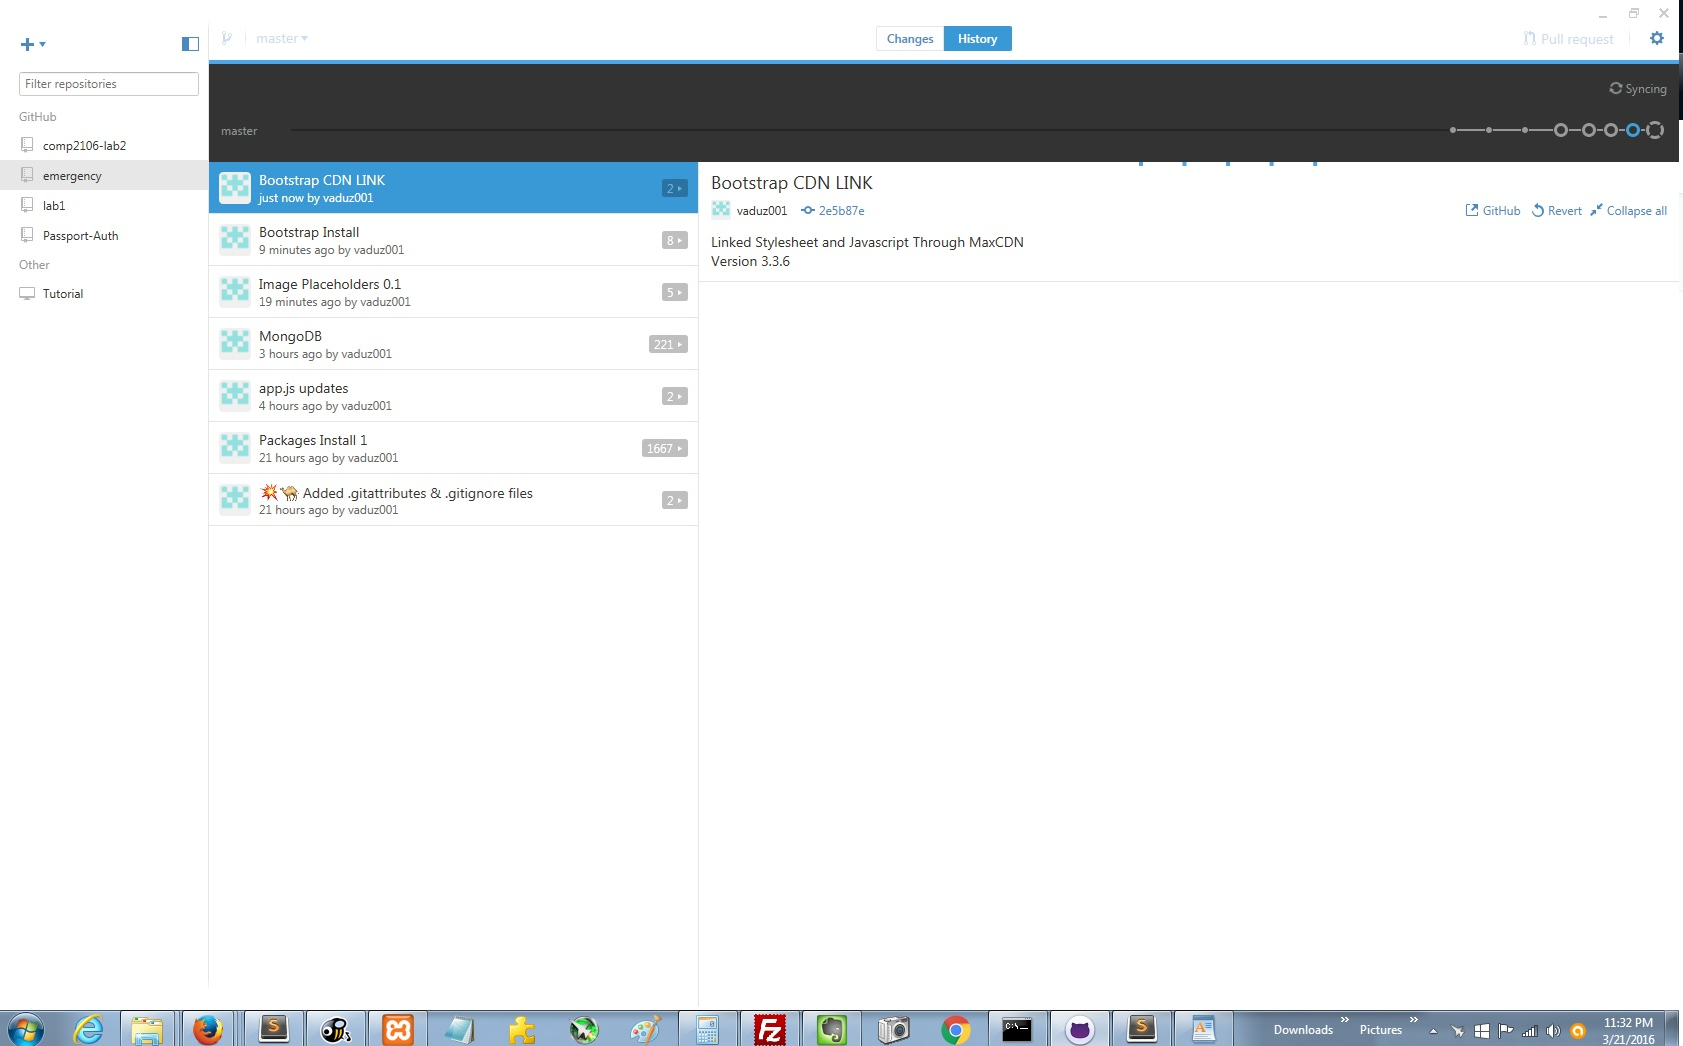 master
Changes
History
Pull request
Filter repositories
GitHub
comp2106-lab2
emergency
lab1
Passport-Auth
Other
Tutorial
Syncing
master
Bootstrap CDN LINK
just now by vaduz001
2
Bootstrap Install
9 minutes ago by vaduz001
8
Image Placeholders 0.1
19 minutes ago by vaduz001
5
MongoDB
3 hours ago by vaduz001
221
app.js updates
4 hours ago by vaduz001
2
Packages Install 1
21 hours ago by vaduz001
1667
💥🐫 Added .gitattributes & .gitignore files
21 hours ago by vaduz001
2
Bootstrap CDN LINK
vaduz001 2e5b87e
GitHub Revert Collapse all
Linked Stylesheet and Javascript Through MaxCDN
Version 3.3.6
Downloads » Pictures »
11:32 PM
3/21/2016